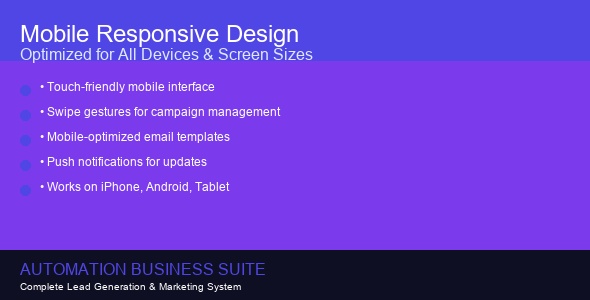 Mobile Responsive Design
Optimized for All Devices & Screen Sizes
• Touch-friendly mobile interface
• Swipe gestures for campaign management
• Mobile-optimized email templates
• Push notifications for updates
• Works on iPhone, Android, Tablet
AUTOMATION BUSINESS SUITE
Complete Lead Generation & Marketing System